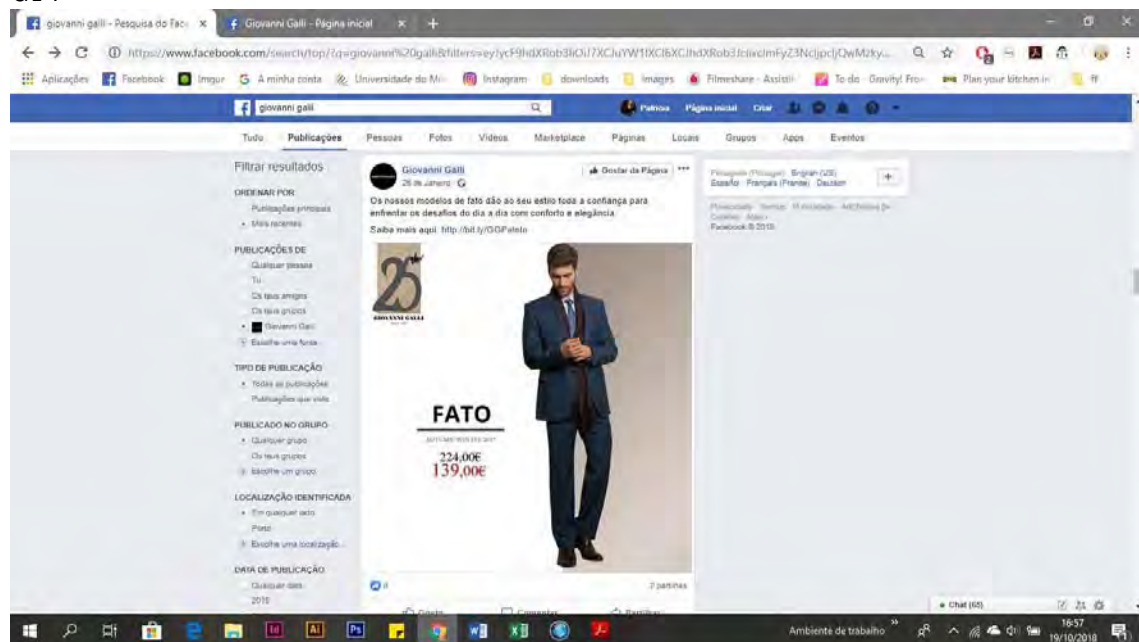 giovanni galli - Pesquisa do Fac
Giovanni Galli - Página inicial
Aplicações
Facebook
Imgur
A minha conta
Universidade do Mi
Instagram
downloads
images
Filmeshare - Assisti
To do - Gravity! Fro
Plan your kitchen in
ff
giovanni galli
Patricia
Página inicial
Criar
Tudo
Publicações
Pessoas
Fotos
Vídeos
Marketplace
Páginas
Locais
Grupos
Apps
Eventos
Filtrar resultados
ORDENAR POR
Publicações principais
Mais recentes
PUBLICAÇÕES DE
Qualquer pessoa
Tu
Os teus amigos
Os teus grupos
Giovanni Galli
Escolhe uma fonte
TIPO DE PUBLICAÇÃO
Todas as publicações
Publicações que viste
PUBLICADO NO GRUPO
Qualquer grupo
Os teus grupos
Escolhe um grupo
LOCALIZAÇÃO IDENTIFICADA
Em qualquer sítio
Porto
Escolhe uma localização...
DATA DE PUBLICAÇÃO
Qualquer data
2018
Giovanni Galli
Gostar da Página
26 de Janeiro
Os nossos modelos de fato dão ao seu estilo toda a confiança para
enfrentar os desafios do dia a dia com conforto e elegância.
Saiba mais aqui:
25
GIOVANNI GALLI
FATO
224,00€
139,00€
2 partilhas
Gosto
Comentar
Partilhar
Português (Portugal) · English (US) ·
Español · Français (France) · Deutsch
Facebook © 2018
Chat (65)
Ambiente de trabalho
16:57
19/10/2018